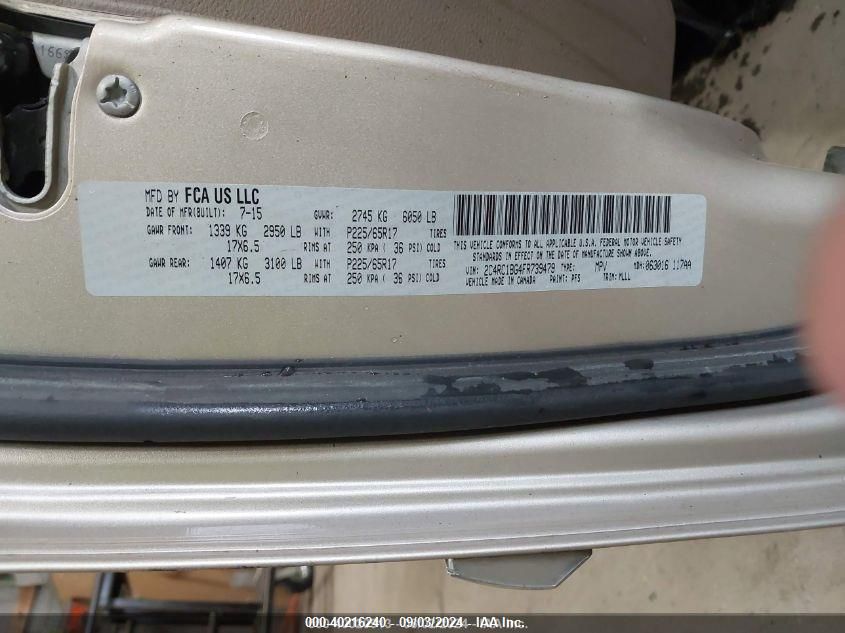 1669
MFD BY FCA US LLC
DATE OF MFR(BUILT): 7-15 GVWR: 2745 KG 6050 LB
GAWR FRONT: 1339 KG 2950 LB WITH P225/65R17 TIRES
17X6.5 RIMS AT 250 KPA ( 36 PSI) COLD
GAWR REAR: 1407 KG 3100 LB WITH P225/65R17 TIRES
17X6.5 RIMS AT 250 KPA ( 36 PSI) COLD
THIS VEHICLE CONFORMS TO ALL APPLICABLE U.S.A. FEDERAL MOTOR VEHICLE SAFETY
STANDARDS IN EFFECT ON THE DATE OF MANUFACTURE SHOWN ABOVE.
VIN: 2C4RC1BG4FR739479 TYPE: MPV MDH:063016 117AA
VEHICLE MADE IN CANADA PAINT: PFS TRIM: MLLL
000-40216240 - 09/03/2024 - IAA Inc.